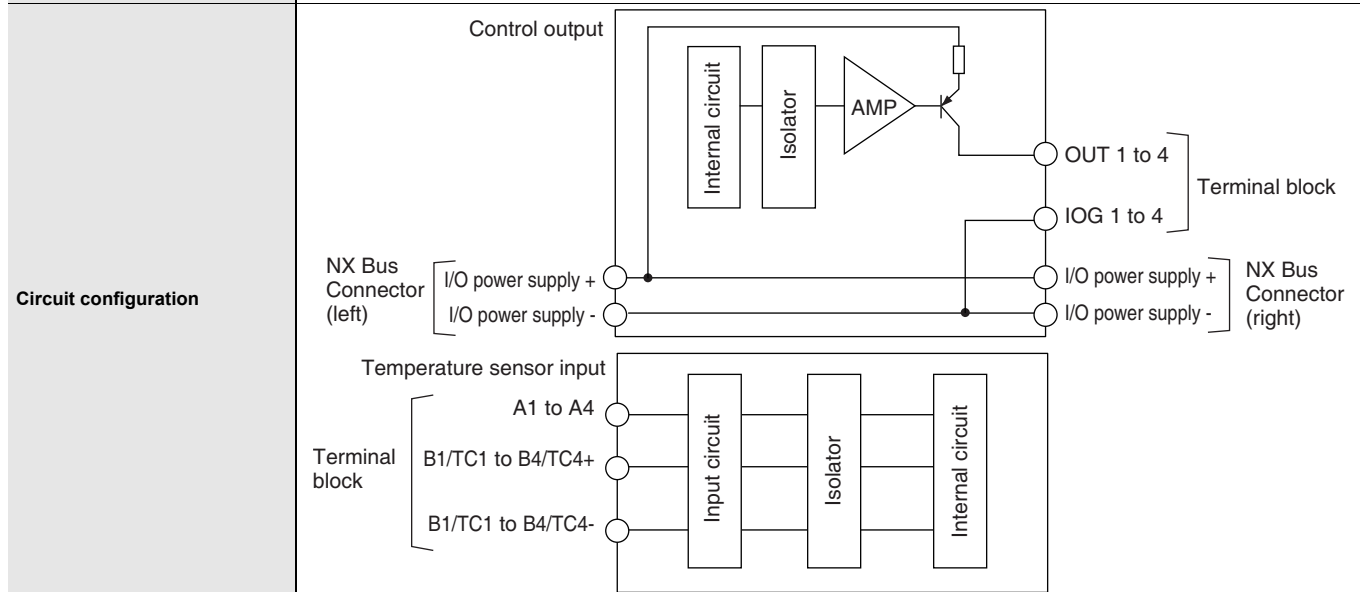 Circuit configuration
Control output
Internal circuit
Isolator
AMP
OUT 1 to 4
IOG 1 to 4
Terminal block
NX Bus
Connector
(left)
I/O power supply +
I/O power supply -
I/O power supply +
I/O power supply -
NX Bus
Connector
(right)
Temperature sensor input
Terminal
block
A1 to A4
B1/TC1 to B4/TC4+
B1/TC1 to B4/TC4-
Input circuit
Isolator
Internal circuit